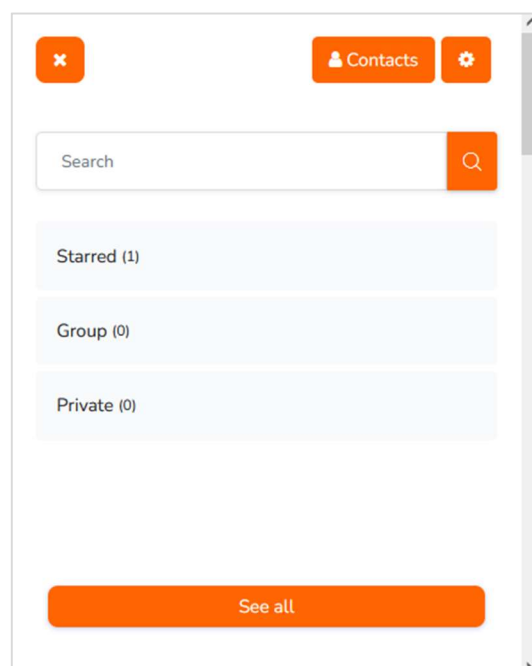 Contacts
Search
Starred (1)
Group (0)
Private (0)
See all